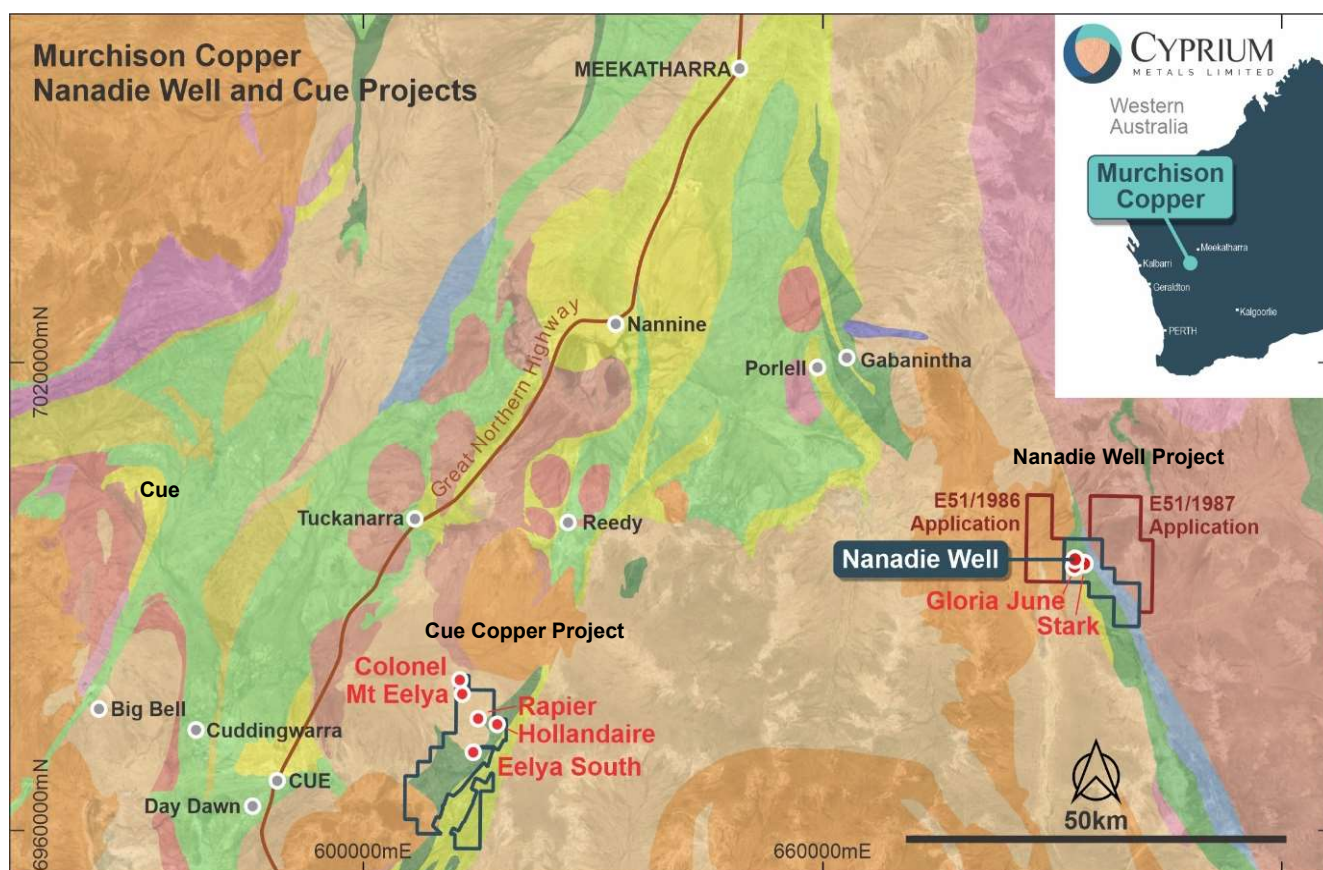 Murchison Copper
Nanadie Well and Cue Projects
MEEKATHARRA
CYPRIUM
METALS LIMITED
Western
Australia
Murchison
Copper
Meekatharra
Kalbarri
Geraldton
Kalgoorlie
PERTH
Nannine
Great Northern Highway
Porlell
Gabanintha
7020000mN
Cue
Tuckanarra
Reedy
Nanadie Well Project
E51/1986
Application
E51/1987
Application
Nanadie Well
Gloria June
Stark
Cue Copper Project
Colonel
Mt Eelya
Rapier
Hollandaire
Eelya South
Big Bell
Cuddingwarra
CUE
Day Dawn
6960000mN
600000mE
660000mE
50km